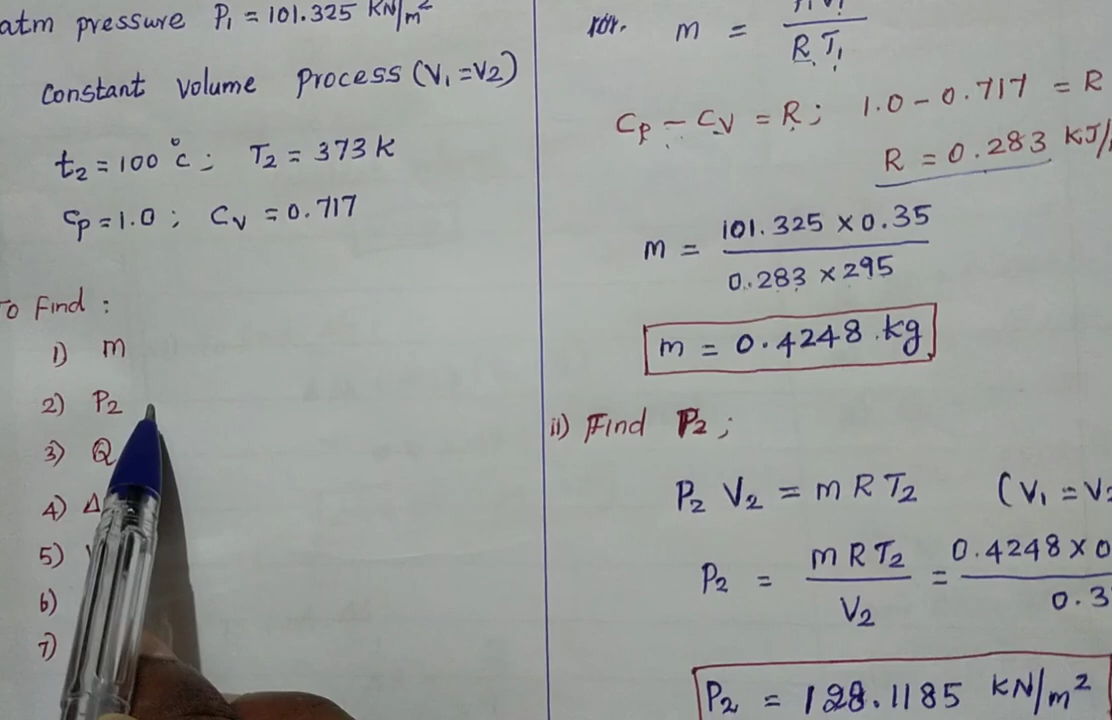 atm pressure P₁ = 101.325 KN/m²
constant volume process (V₁ = V₂)
t₂ = 100 °c ; T₂ = 373 K
Cp = 1.0 ; Cv = 0.717
To Find :
1) m
2) P₂
3) Q
4) Δ
5)
6)
7)
for. m = P₁V₁ / R T₁
Cp - Cv = R ; 1.0 - 0.717 = R
R = 0.283 KJ/
m = 101.325 × 0.35 / 0.283 × 295
m = 0.4248 kg
ii) Find P₂ ;
P₂ V₂ = m R T₂ (V₁ = V₂
P₂ = m R T₂ / V₂ = 0.4248 × 0 / 0.3
P₂ = 128.1185 KN/m²